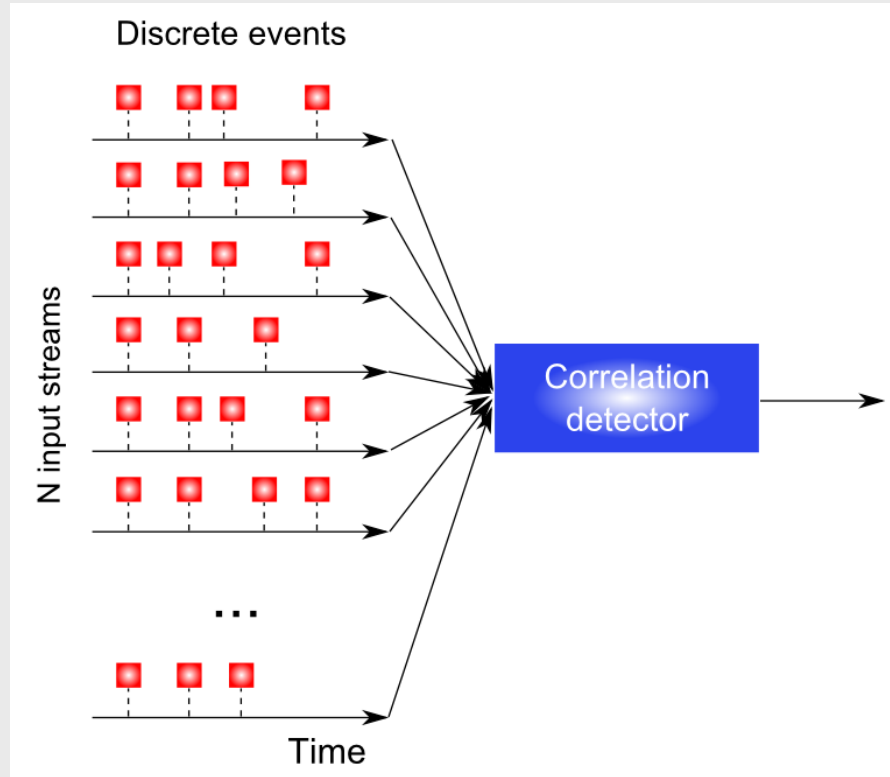 Discrete events
N input streams
Correlation
detector
...
Time